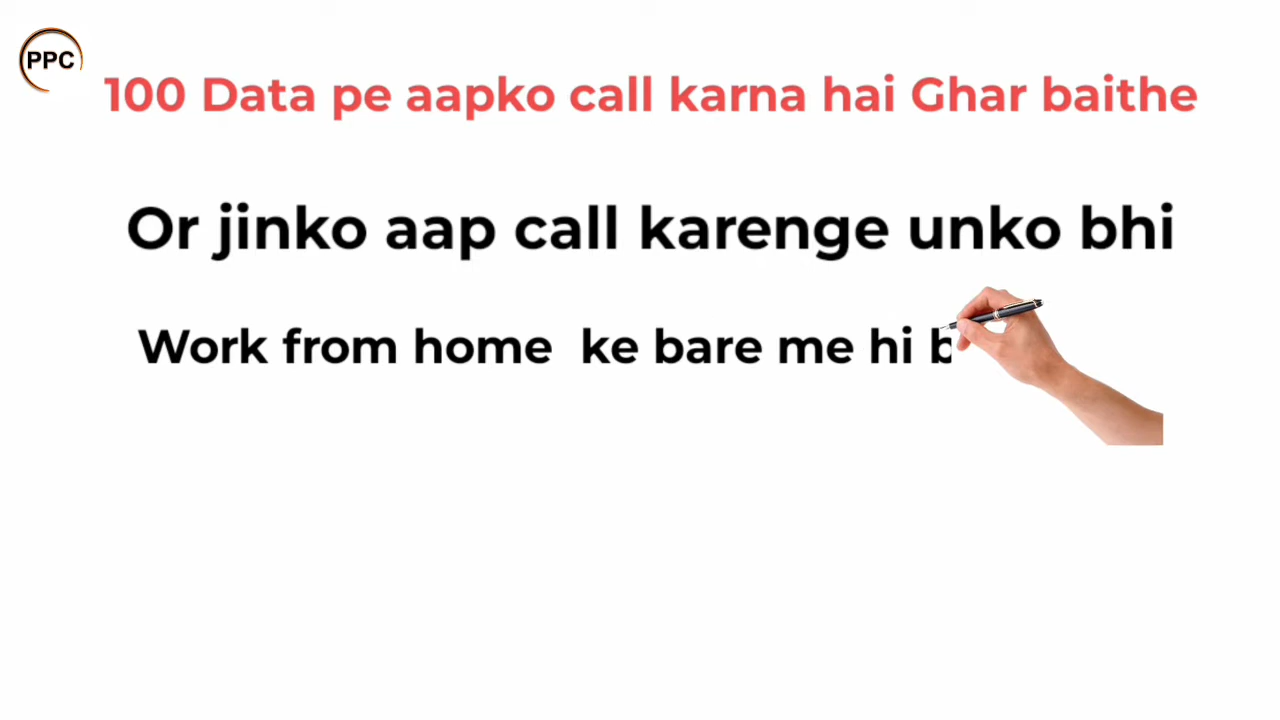 PPC
100 Data pe aapko call karna hai Ghar baithe
Or jinko aap call karenge unko bhi
Work from home ke bare me hi